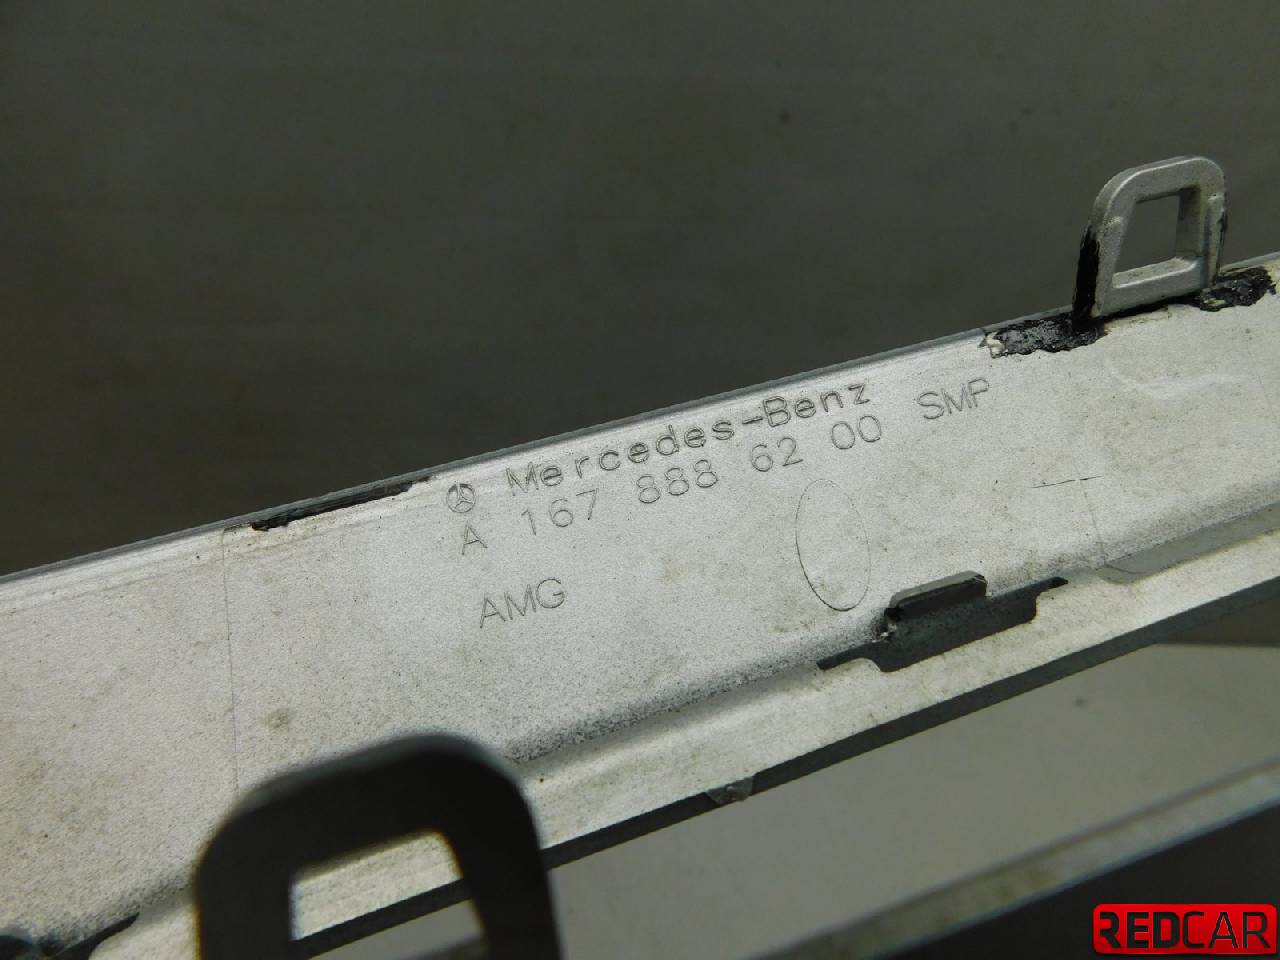 Mercedes-Benz
A 167 888 62 00 SMP
AMG
REDCAR